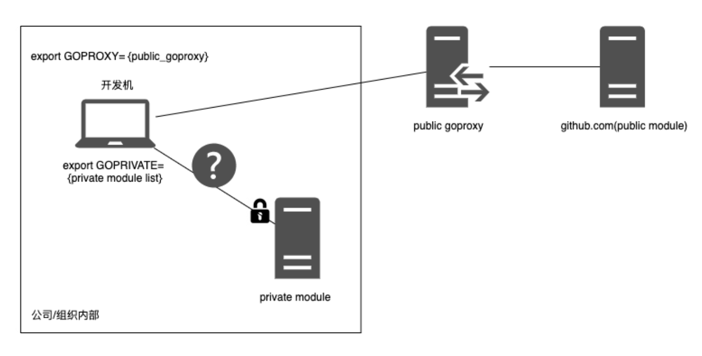 export GOPROXY= {public_goproxy}
开发机
export GOPRIVATE=
{private module list}
?
private module
公司/组织内部
public goproxy
github.com(public module)